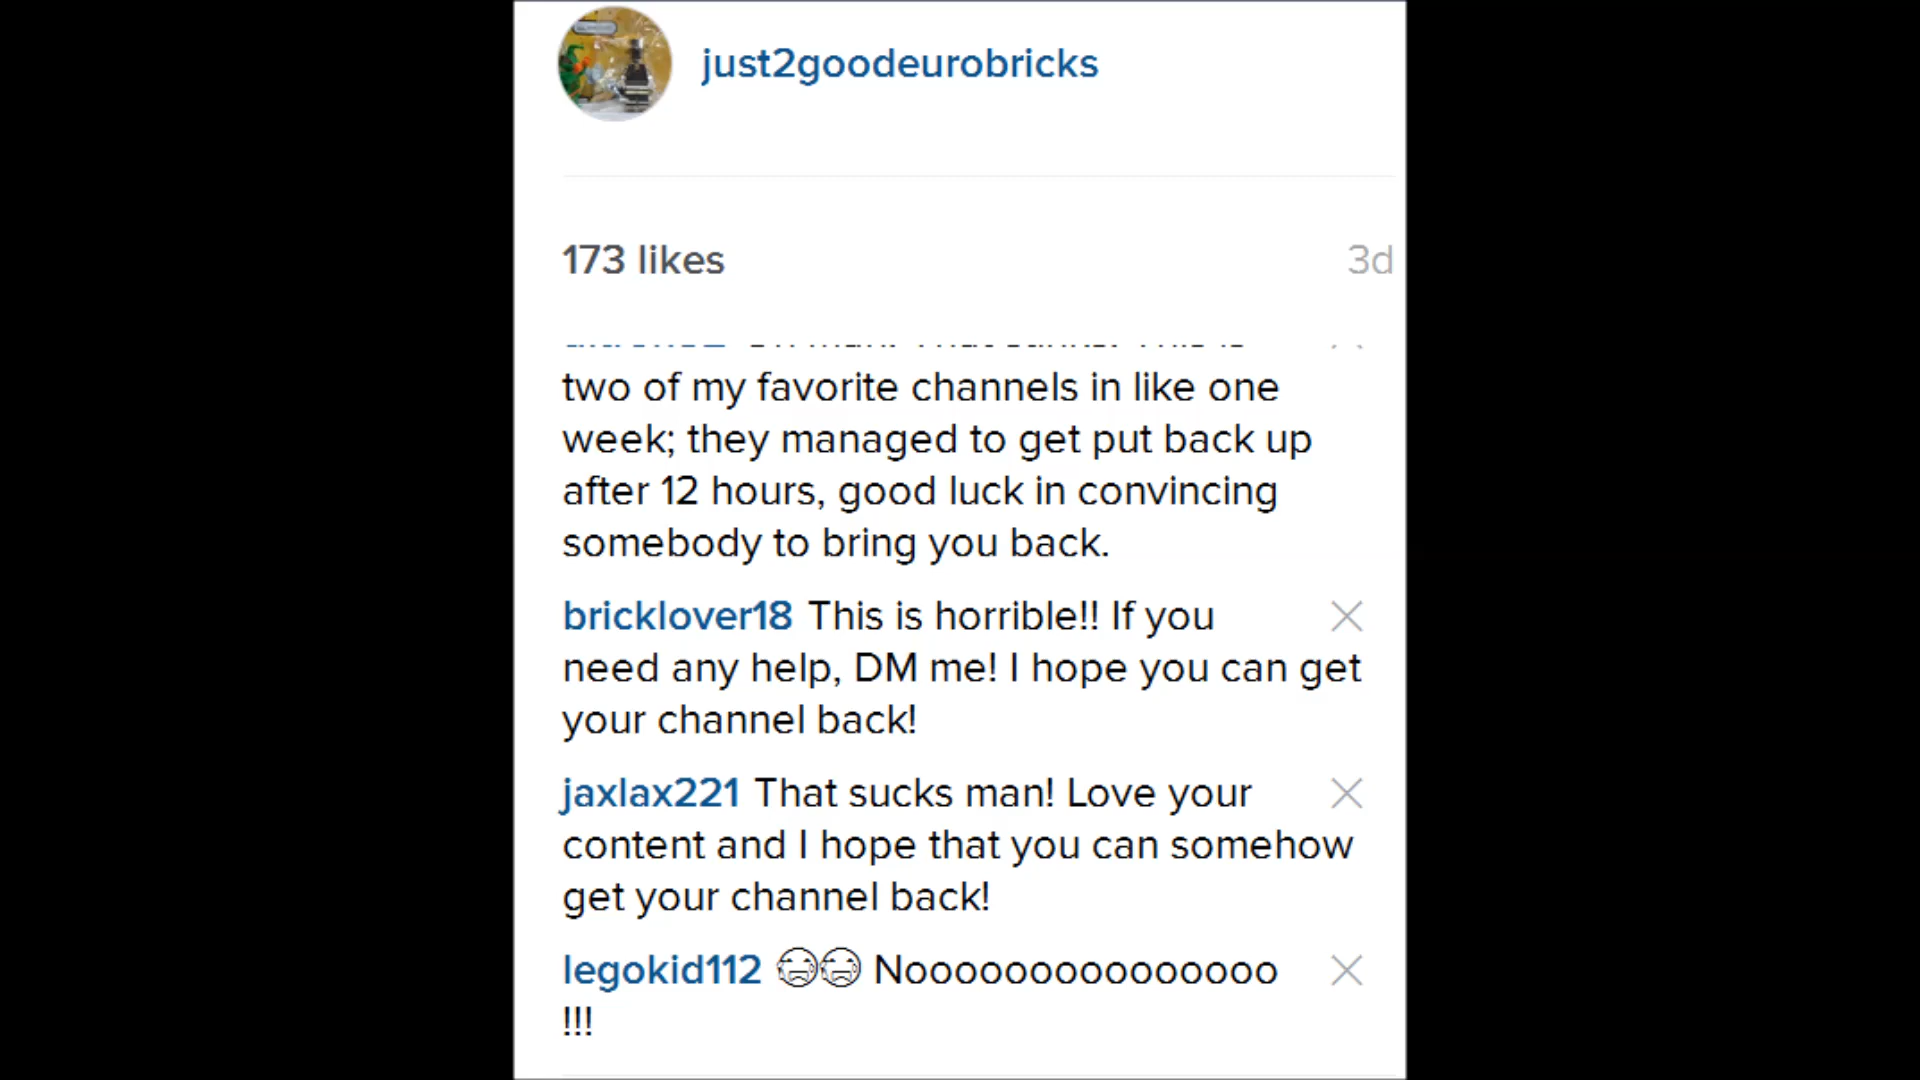 just2goodeurobricks
173 likes 3d
two of my favorite channels in like one
week; they managed to get put back up
after 12 hours, good luck in convincing
somebody to bring you back.
bricklover18 This is horrible!! If you
need any help, DM me! I hope you can get
your channel back!
jaxlax221 That sucks man! Love your
content and I hope that you can somehow
get your channel back!
legokid112 😭😭 Nooooooooooooooo
!!!